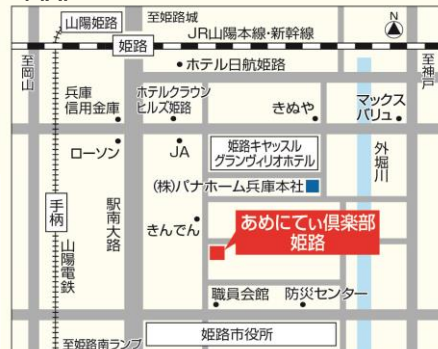 山陽姫路
至姫路城
N
JR山陽本線・新幹線
姫路
至岡山
至神戸
ホテル日航姫路
兵庫
信用金庫
ホテルクラウン
ヒルズ姫路
きぬや
マックス
バリュ
ローソン
JA
姫路キャッスル
グランヴィリオホテル
外堀川
(株)パナホーム兵庫本社
手柄
駅南大路
きんでん
あめにてぃ倶楽部
姫路
山陽電鉄
職員会館
防災センター
至姫路南ランプ
姫路市役所